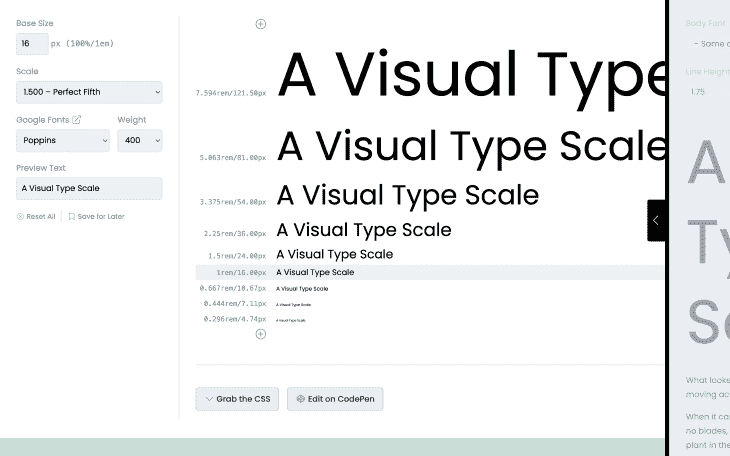 Base Size
16 px (100%/1em)
Scale
1.500 – Perfect Fifth
Google Fonts
Weight
Poppins
400
Preview Text
A Visual Type Scale
Reset All
Save for Later
7.594rem/121.50px A Visual Type
5.063rem/81.00px A Visual Type Scale
3.375rem/54.00px A Visual Type Scale
2.25rem/36.00px A Visual Type Scale
1.5rem/24.00px A Visual Type Scale
1rem/16.00px A Visual Type Scale
0.667rem/10.67px A Visual Type Scale
0.444rem/7.11px A Visual Type Scale
0.296rem/4.74px A Visual Type Scale
Grab the CSS
Edit on CodePen
Body Font
- Same
Line Height
1.75
A
Ty
Sc
What looke
moving ac
When it ca
no blades,
plant in the